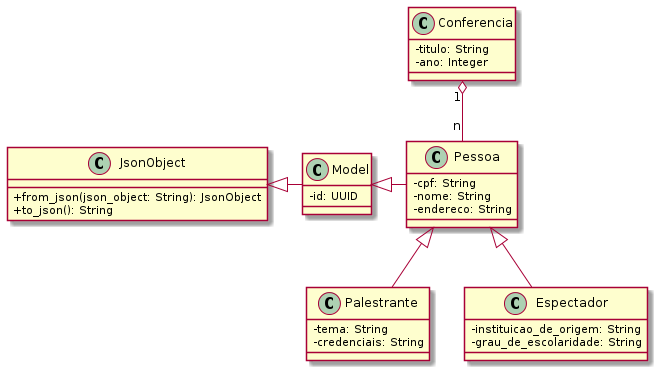 C Conferencia
-titulo: String
-ano: Integer
1
n
C JsonObject
+from_json(json_object: String): JsonObject
+to_json(): String
C Model
-id: UUID
C Pessoa
-cpf: String
-nome: String
-endereco: String
C Palestrante
-tema: String
-credenciais: String
C Espectador
-instituicao_de_origem: String
-grau_de_escolaridade: String